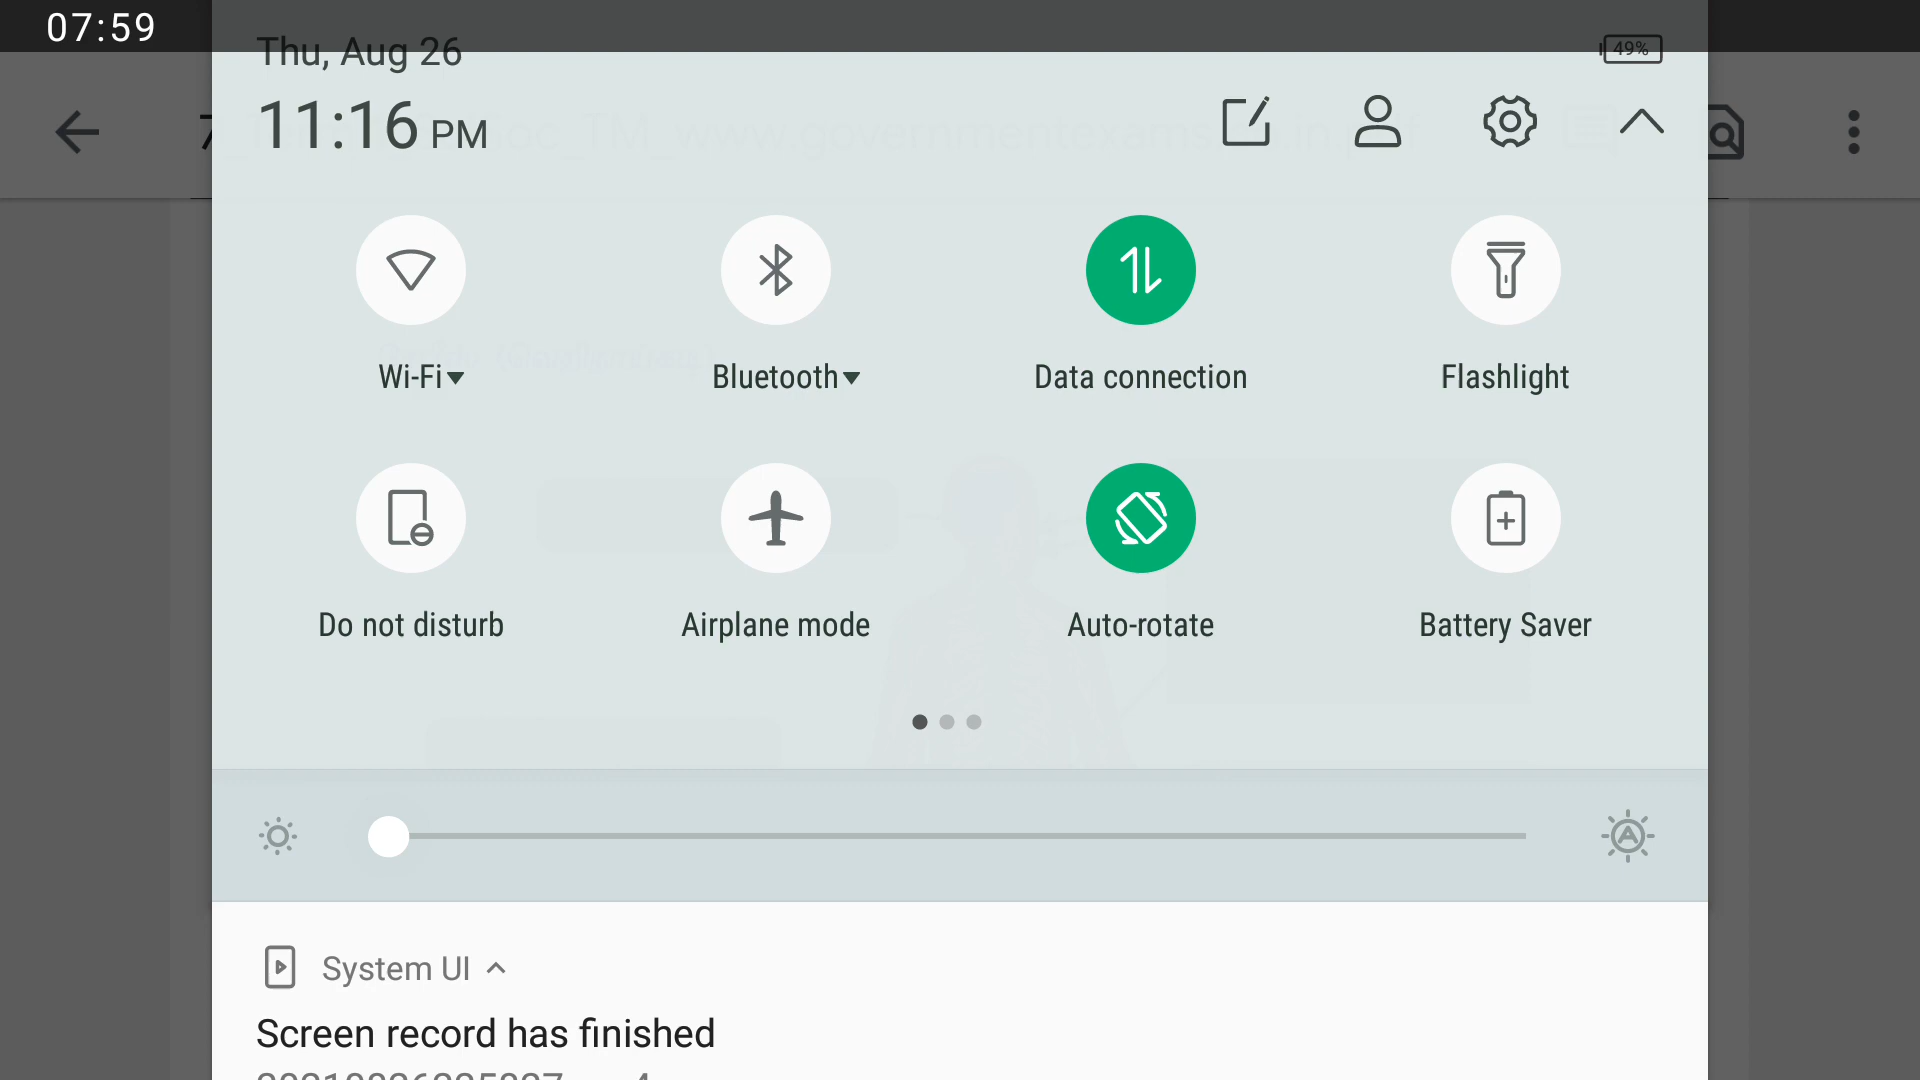 07:59
Thu, Aug 26
49%
11:16 PM
Wi-Fi
Bluetooth
Data connection
Flashlight
Do not disturb
Airplane mode
Auto-rotate
Battery Saver
System UI
Screen record has finished